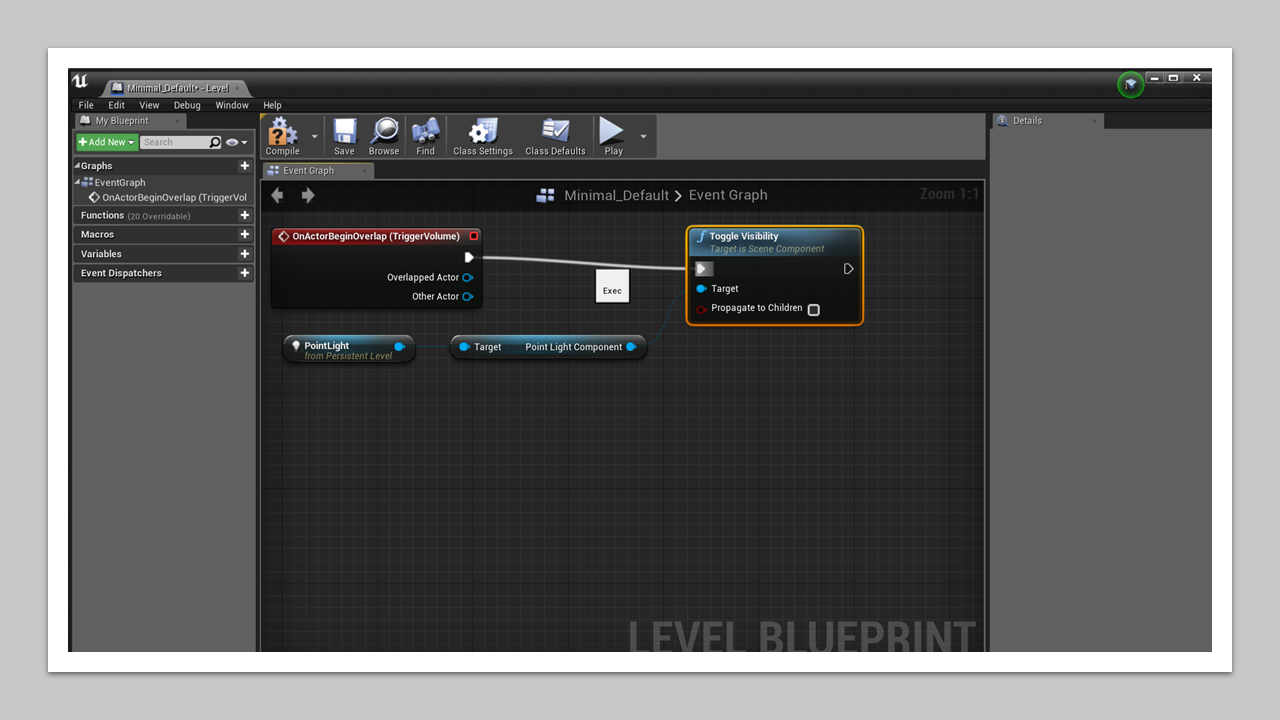 Minimal_Default* - Level
File Edit View Debug Window Help
My Blueprint
Add New
Search
Graphs
EventGraph
OnActorBeginOverlap (TriggerVol
Functions (20 Overridable)
Macros
Variables
Event Dispatchers
Compile
Save
Browse
Find
Class Settings
Class Defaults
Play
Event Graph
Minimal_Default > Event Graph
Zoom 1:1
OnActorBeginOverlap (TriggerVolume)
Overlapped Actor
Other Actor
Exec
Toggle Visibility
Target is Scene Component
Target
Propagate to Children
PointLight
from Persistent Level
Target Point Light Component
LEVEL BLUEPRINT
Details